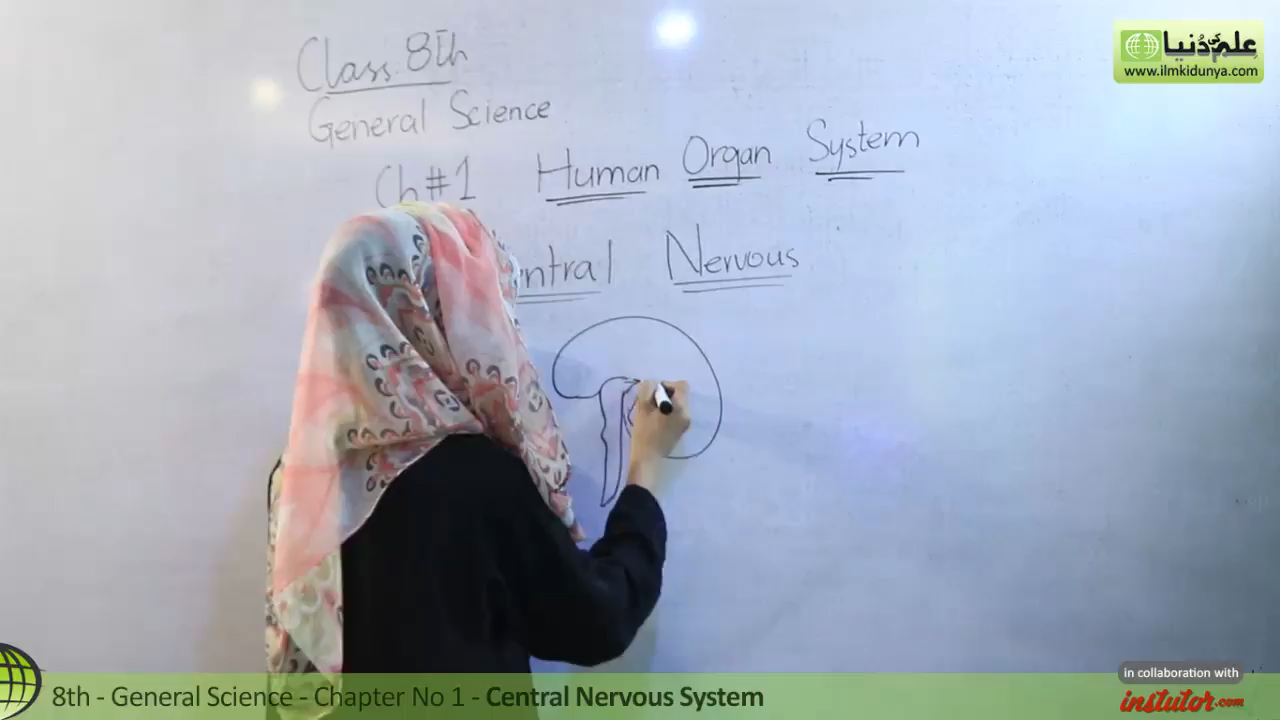 Class 8th
علم کی دنیا
www.ilmkidunya.com
General Science
Ch#1 Human Organ System
ntral Nervous
in collaboration with
instutor.com
8th - General Science - Chapter No 1 - Central Nervous System